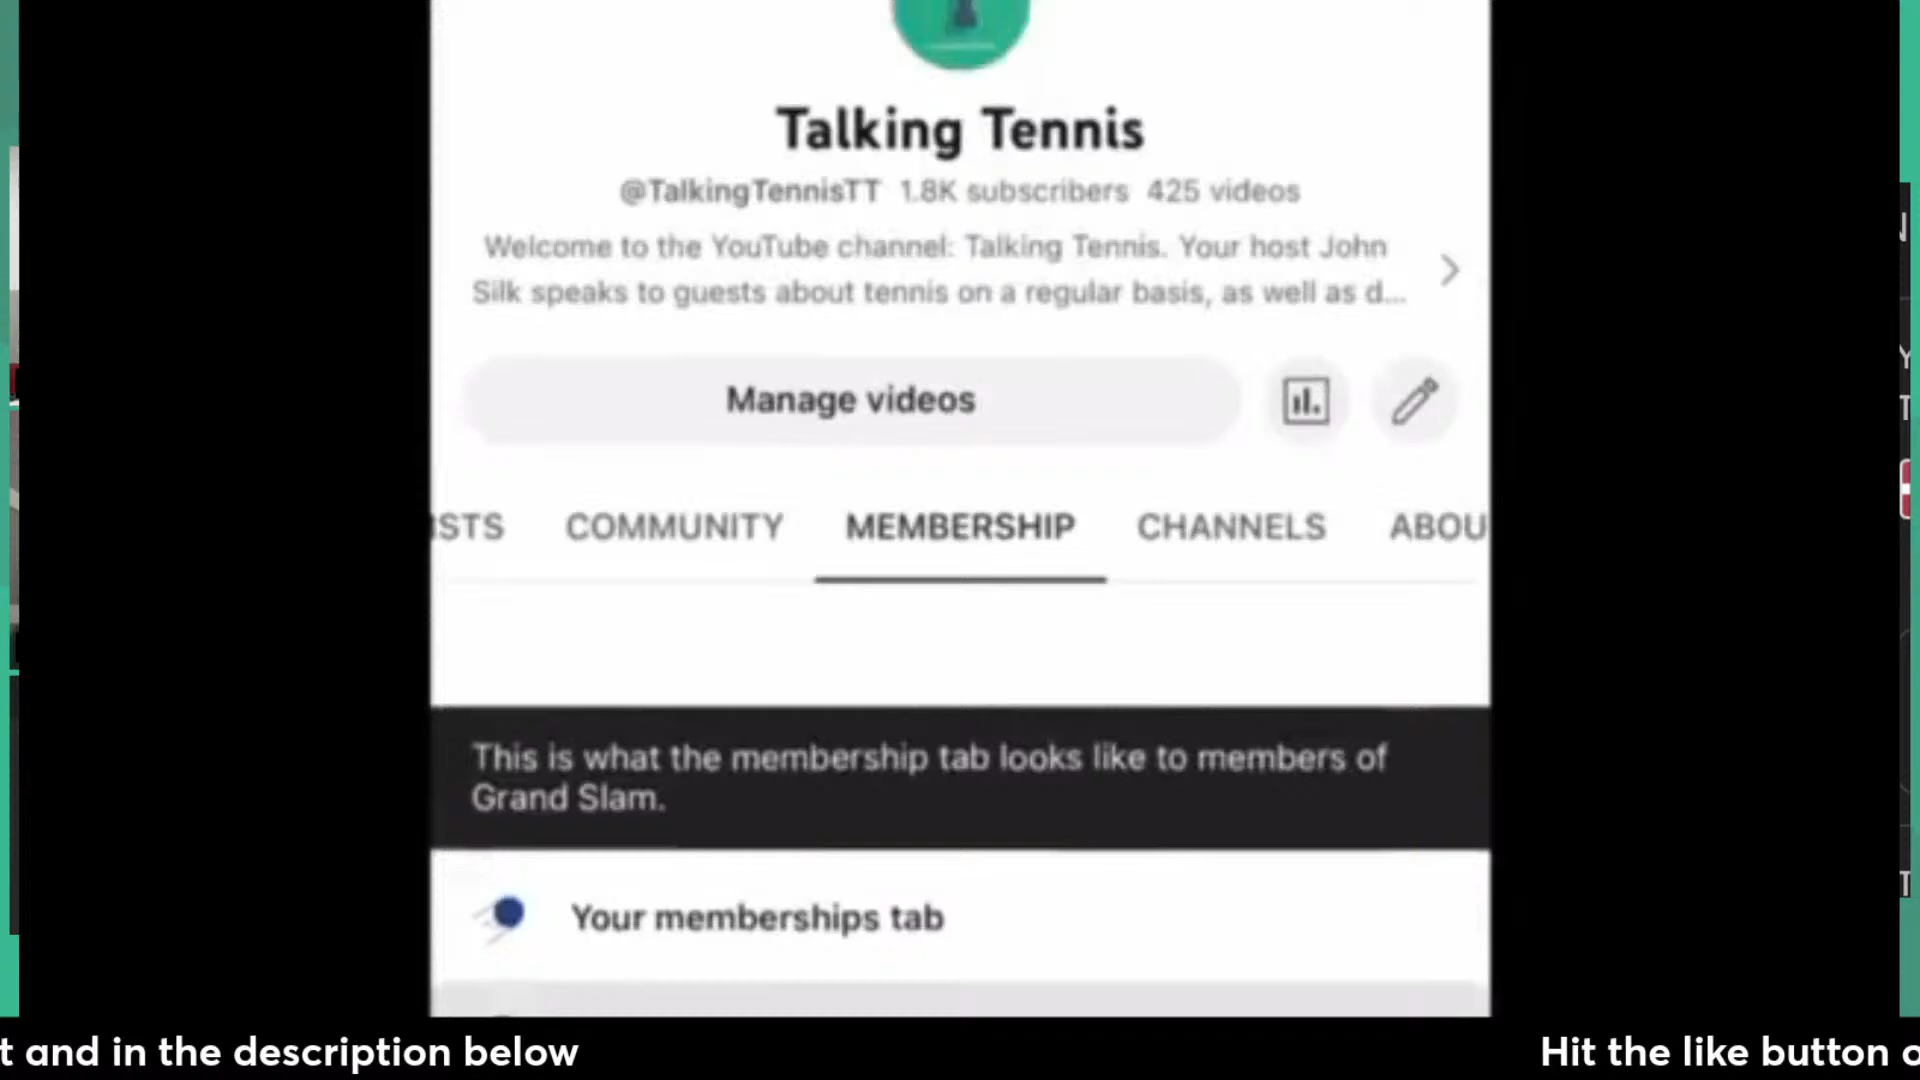 Talking Tennis
@TalkingTennisTT 1.8K subscribers 425 videos
Welcome to the YouTube channel: Talking Tennis. Your host John
Silk speaks to guests about tennis on a regular basis, as well as d...
Manage videos
ISTS COMMUNITY MEMBERSHIP CHANNELS ABOU
This is what the membership tab looks like to members of
Grand Slam.
Your memberships tab
t and in the description below Hit the like button o